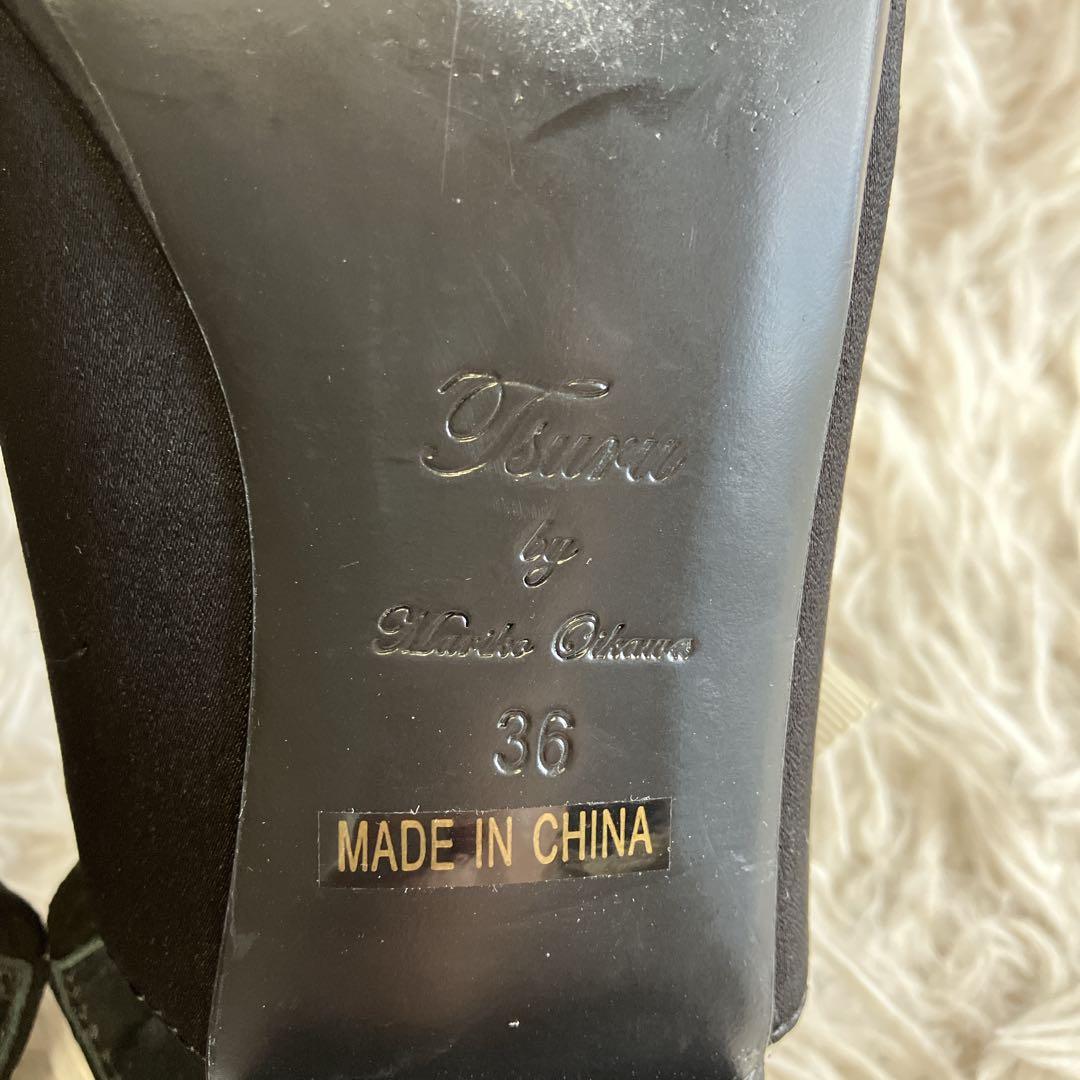 Tsuru
by
Mariko Oikawa
36
MADE IN CHINA